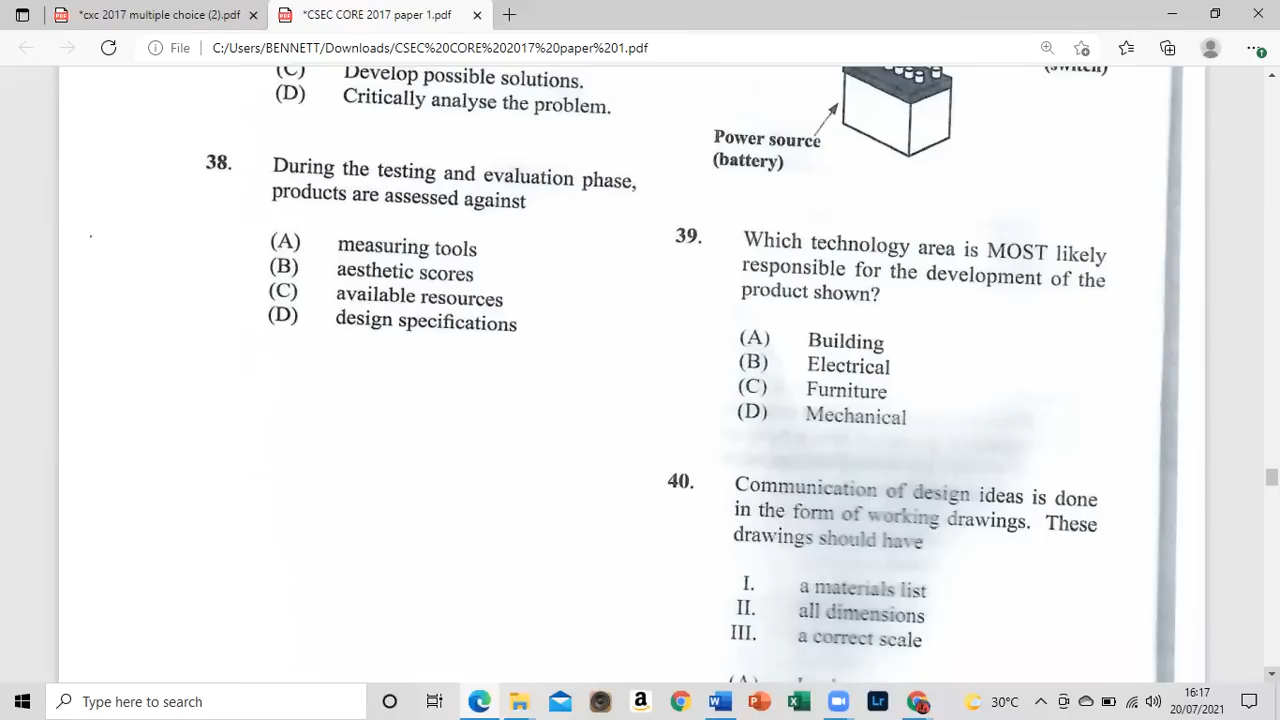 *cxc 2017 multiple choice (2).pdf
*CSEC CORE 2017 paper 1.pdf
File
C:/Users/BENNETT/Downloads/CSEC%20CORE%202017%20paper%201.pdf
(C) Develop possible solutions.
(D) Critically analyse the problem.
38. During the testing and evaluation phase,
products are assessed against
(A) measuring tools
(B) aesthetic scores
(C) available resources
(D) design specifications
(switch)
Power source
(battery)
39. Which technology area is MOST likely
responsible for the development of the
product shown?
(A) Building
(B) Electrical
(C) Furniture
(D) Mechanical
40. Communication of design ideas is done
in the form of working drawings. These
drawings should have
I. a materials list
II. all dimensions
III. a correct scale
(A)
Type here to search
30°C
16:17
20/07/2021